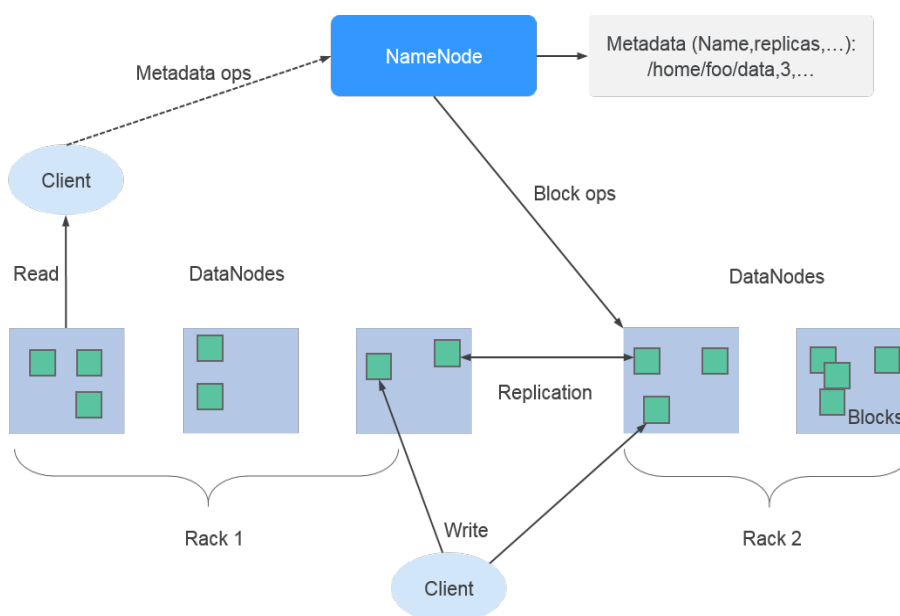 NameNode
Metadata (Name,replicas,…):
/home/foo/data,3,…
Metadata ops
Client
Block ops
Read
DataNodes
DataNodes
Replication
Blocks
Rack 1
Write
Rack 2
Client